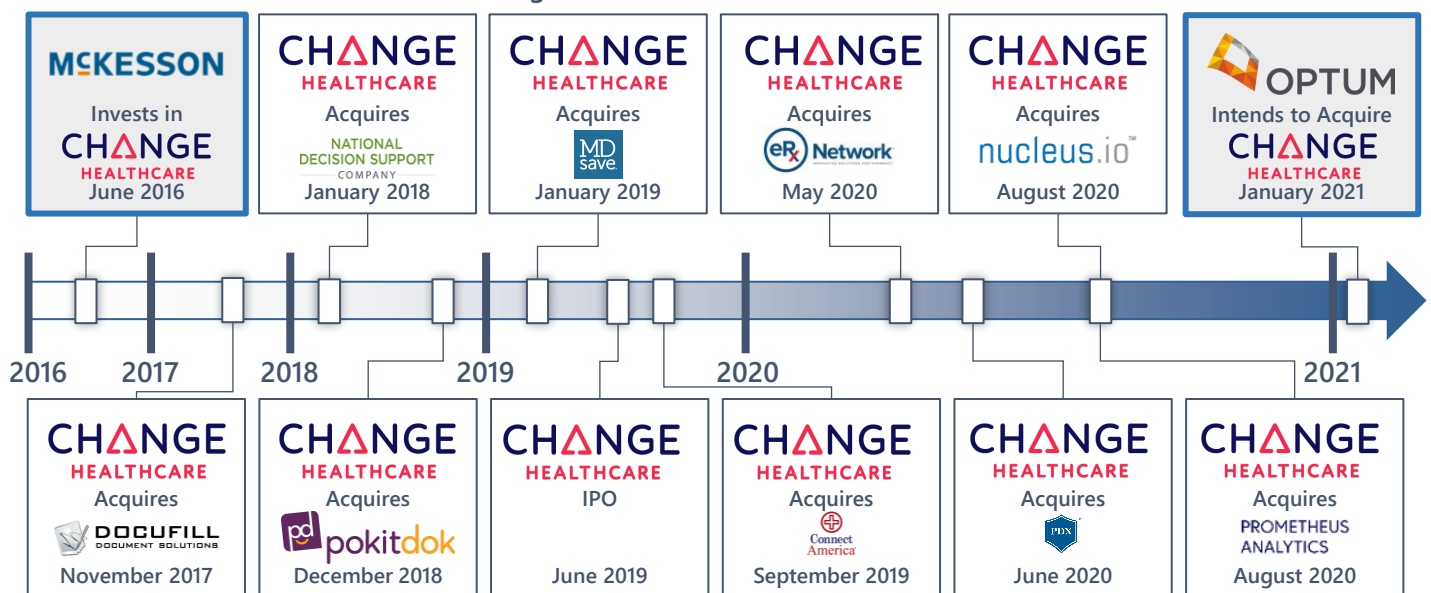 MCKESSON
Invests in
CHANGE
HEALTHCARE
June 2016
CHANGE
HEALTHCARE
Acquires
NATIONAL
DECISION SUPPORT
COMPANY
January 2018
CHANGE
HEALTHCARE
Acquires
MD
save
January 2019
CHANGE
HEALTHCARE
Acquires
eRx Network
May 2020
CHANGE
HEALTHCARE
Acquires
nucleus.io™
August 2020
OPTUM
Intends to Acquire
CHANGE
HEALTHCARE
January 2021
2016 2017 2018 2019 2020 2021
CHANGE
HEALTHCARE
Acquires
DOCUFILL
DOCUMENT SOLUTIONS
November 2017
CHANGE
HEALTHCARE
Acquires
pd
pokitdok
December 2018
CHANGE
HEALTHCARE
IPO
June 2019
CHANGE
HEALTHCARE
Acquires
Connect
America
September 2019
CHANGE
HEALTHCARE
Acquires
PDX
June 2020
CHANGE
HEALTHCARE
Acquires
PROMETHEUS
ANALYTICS
August 2020